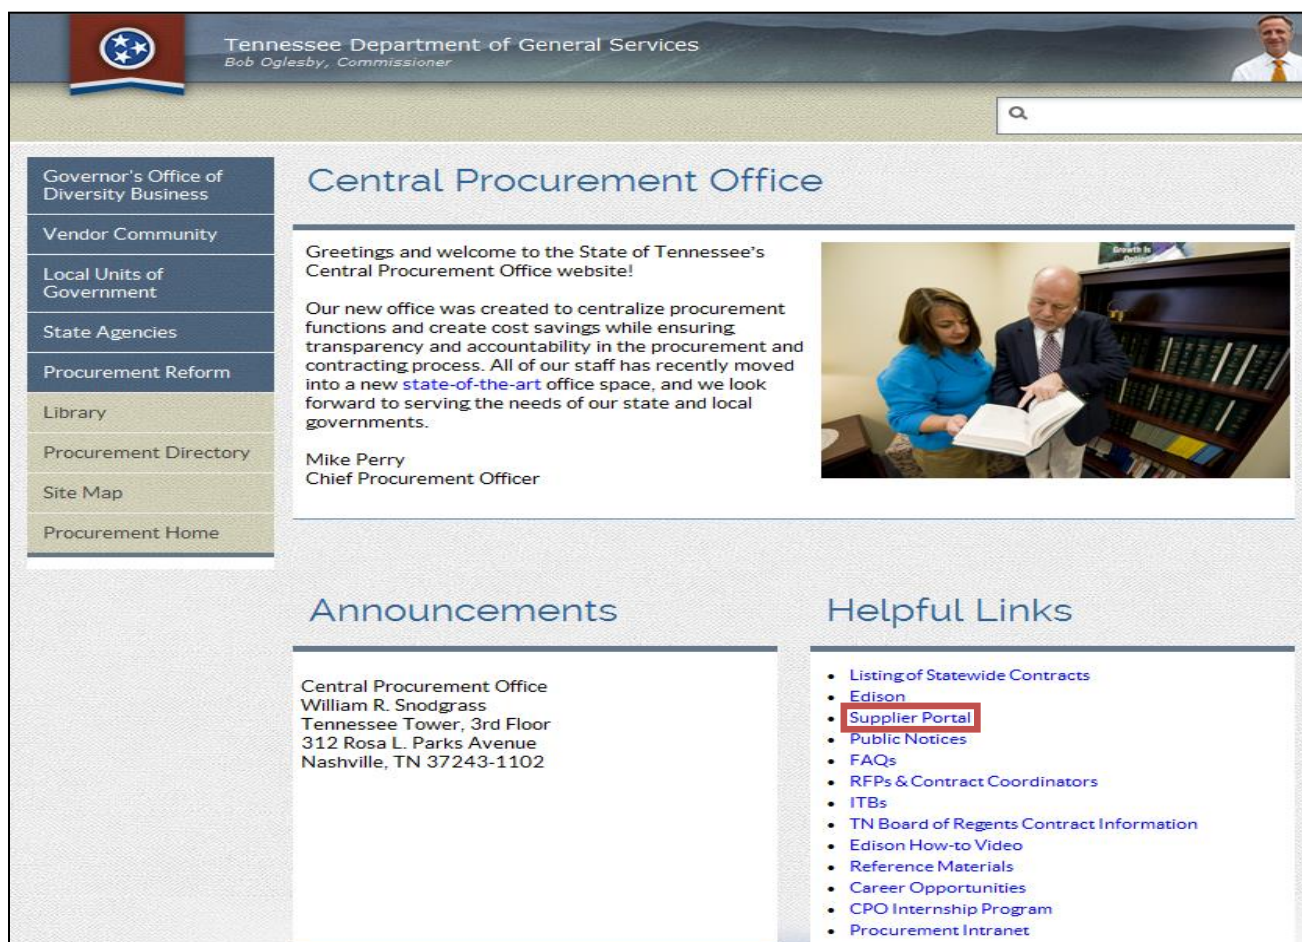 Tennessee Department of General Services
Bob Oglesby, Commissioner
Governor's Office of
Diversity Business
Vendor Community
Local Units of
Government
State Agencies
Procurement Reform
Library
Procurement Directory
Site Map
Procurement Home
Central Procurement Office
Greetings and welcome to the State of Tennessee's
Central Procurement Office website!
Our new office was created to centralize procurement
functions and create cost savings while ensuring
transparency and accountability in the procurement and
contracting process. All of our staff has recently moved
into a new state-of-the-art office space, and we look
forward to serving the needs of our state and local
governments.
Mike Perry
Chief Procurement Officer
Growth Is
Announcements
Central Procurement Office
William R. Snodgrass
Tennessee Tower, 3rd Floor
312 Rosa L. Parks Avenue
Nashville, TN 37243-1102
Helpful Links
• Listing of Statewide Contracts
• Edison
• Supplier Portal
• Public Notices
• FAQs
• RFPs & Contract Coordinators
• ITBs
• TN Board of Regents Contract Information
• Edison How-to Video
• Reference Materials
• Career Opportunities
• CPO Internship Program
• Procurement Intranet